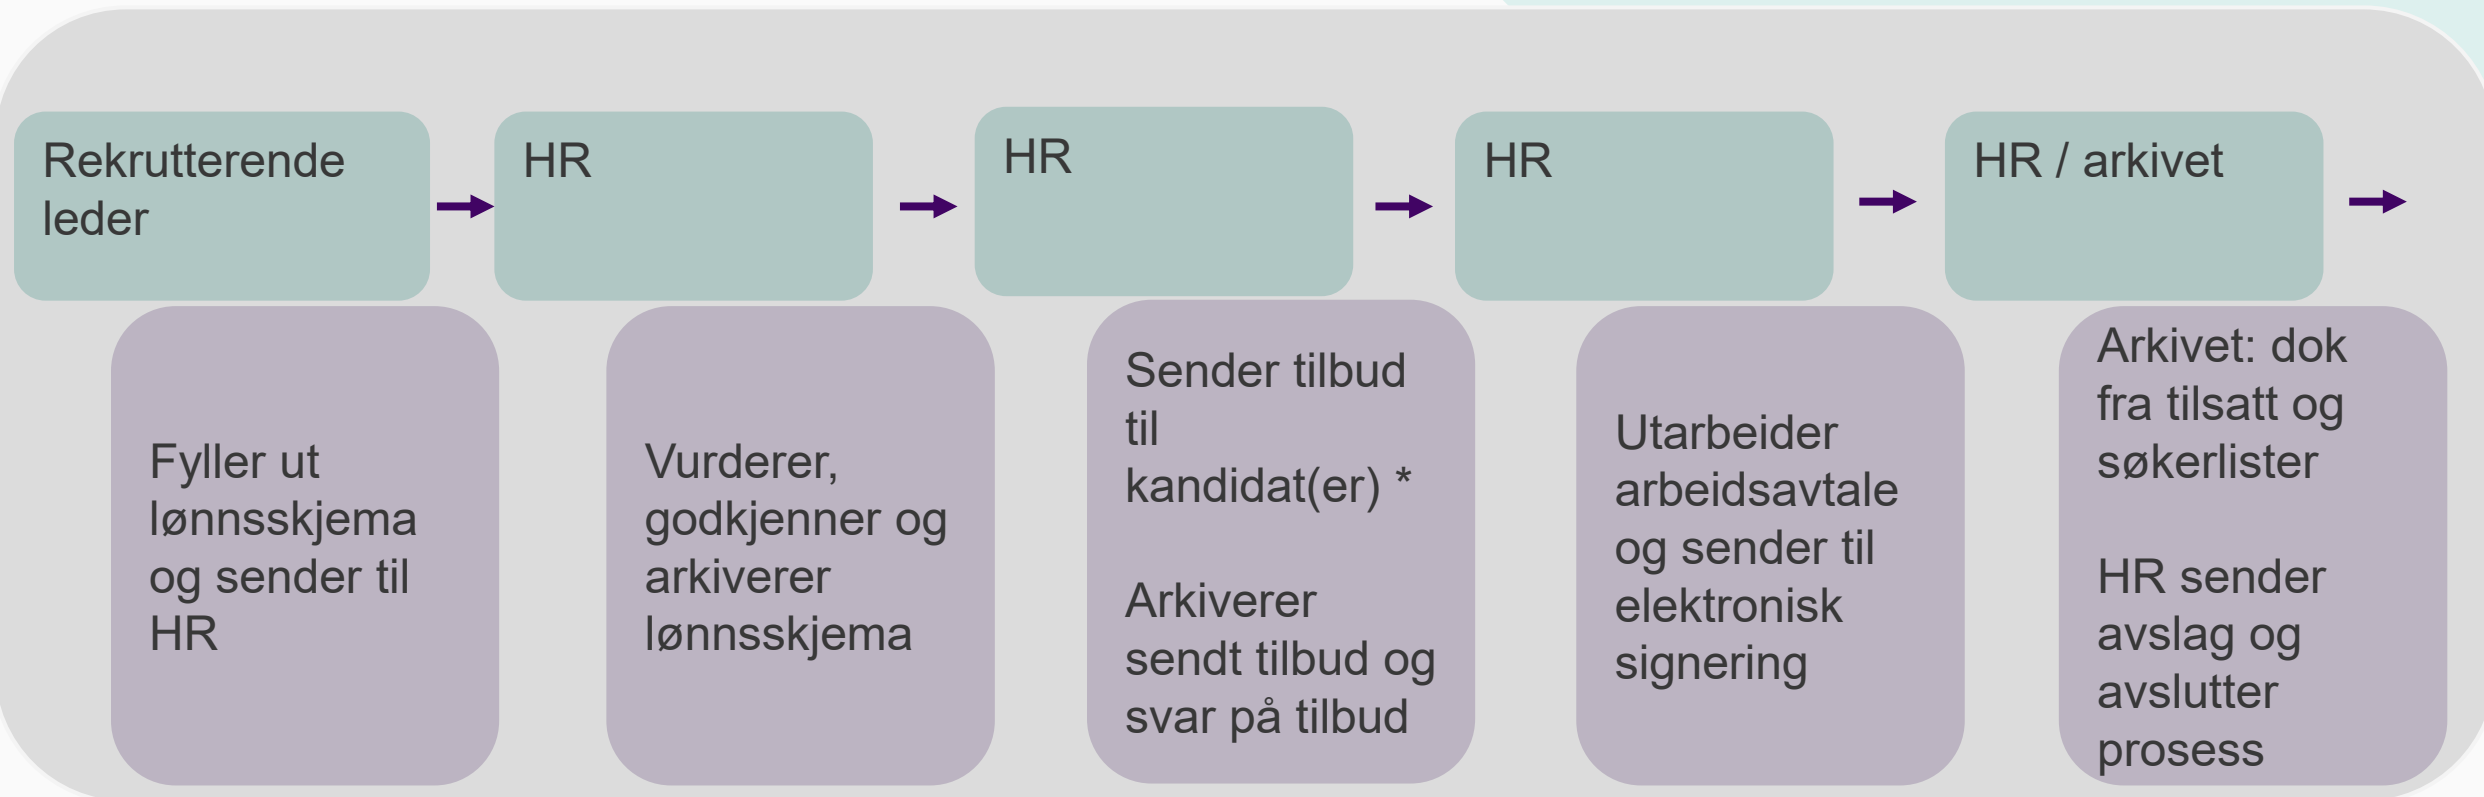 Rekrutterende
leder
HR
HR
HR
HR / arkivet
Fyller ut
lønnsskjema
og sender til
HR
Vurderer,
godkjenner og
arkiverer
lønnsskjema
Sender tilbud
til
kandidat(er) *
Arkiverer
sendt tilbud og
svar på tilbud
Utarbeider
arbeidsavtale
og sender til
elektronisk
signering
Arkivet: dok
fra tilsatt og
søkerlister
HR sender
avslag og
avslutter
prosess